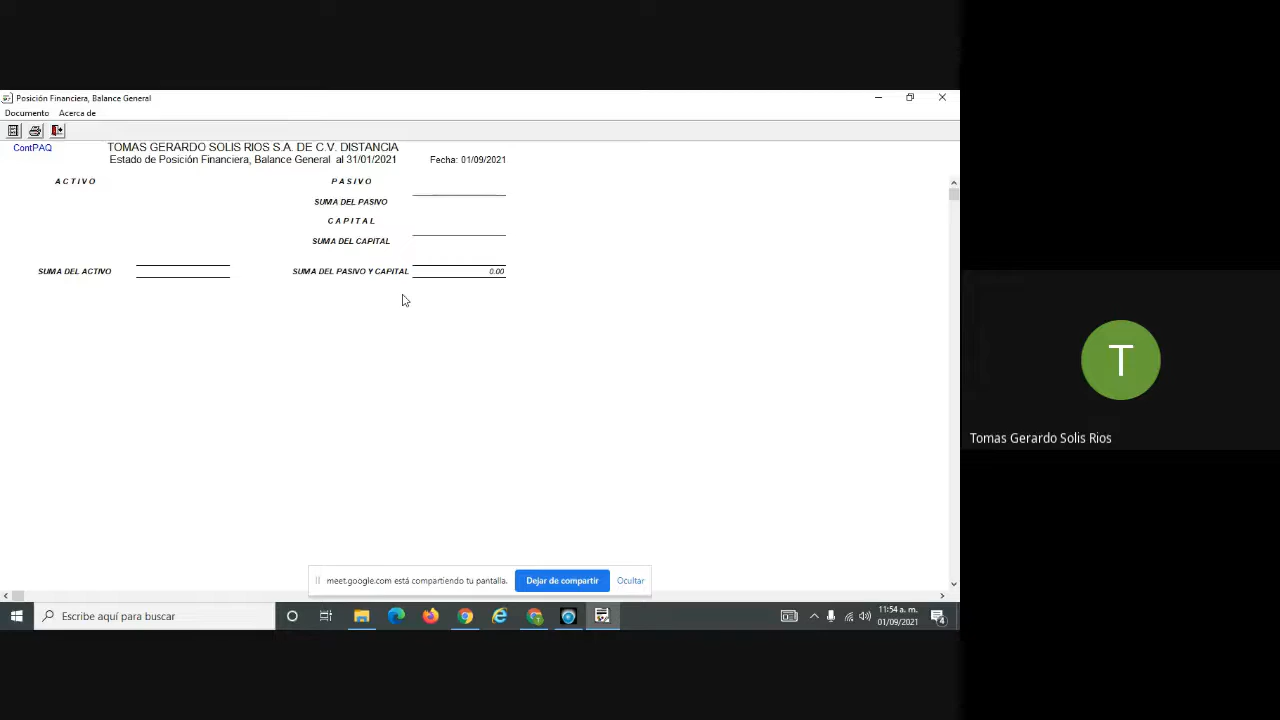 Posición Financiera, Balance General
Documento Acerca de
ContPAQ
TOMAS GERARDO SOLIS RIOS S.A. DE C.V. DISTANCIA
Estado de Posición Financiera, Balance General al 31/01/2021 Fecha: 01/09/2021
A C T I V O P A S I V O
SUMA DEL PASIVO
C A P I T A L
SUMA DEL CAPITAL
SUMA DEL ACTIVO SUMA DEL PASIVO Y CAPITAL 0.00
T
Tomas Gerardo Solis Rios
meet.google.com está compartiendo tu pantalla. Dejar de compartir Ocultar
Escribe aquí para buscar
11:54 a. m.
01/09/2021
4